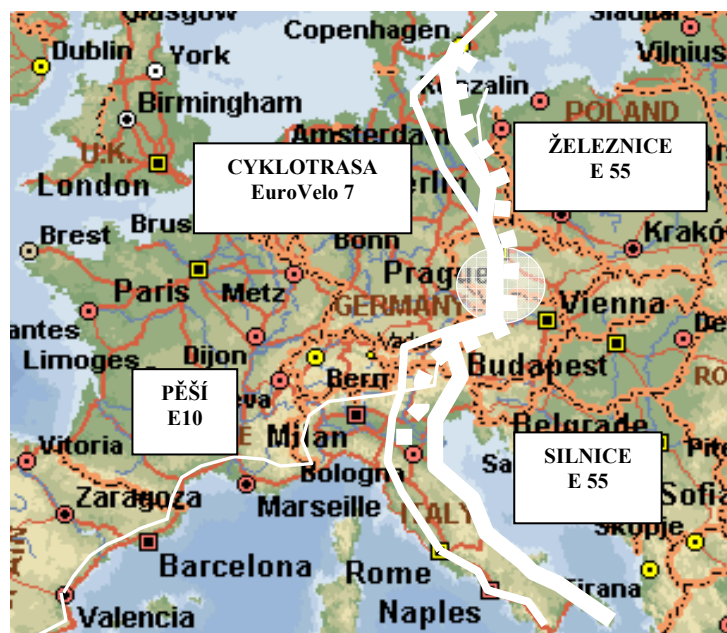 Glasgow
Copenhagen
Dublin
York
Vilnius
Koszalin
Birmingham
POLAND
Amsterdam
U.K.
London
CYKLOTRASA
EuroVelo 7
ŽELEZNICE
E 55
Brest
Bonn
Kraków
Prague
Paris
Metz
GERMANY
Vienna
Limoges
Dijon
Budapest
Bern
PĚŠÍ
E10
Milan
Belgrade
Vitoria
Bologna
SILNICE
E 55
Sofia
Zaragoza
Marseille
ITALY
Skopje
Barcelona
Rome
Tirana
Valencia
Naples